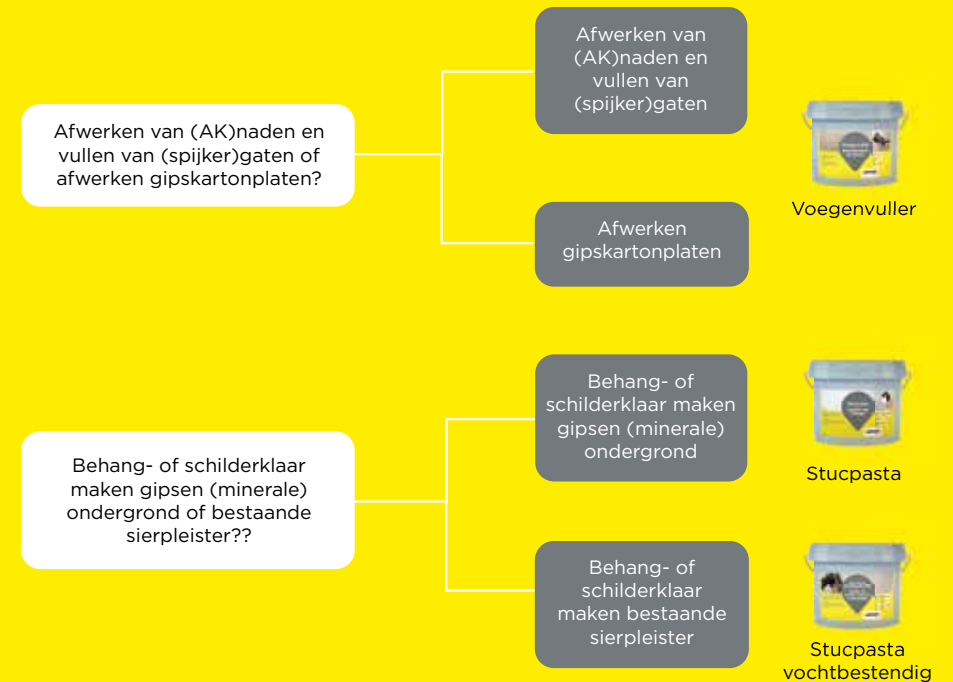 Afwerken van (AK)naden en
vullen van (spijker)gaten of
afwerken gipskartonplaten?
Afwerken van
(AK)naden en
vullen van
(spijker)gaten
Afwerken
gipskartonplaten
Voegenvuller
Behang- of schilderklaar
maken gipsen (minerale)
ondergrond of bestaande
sierpleister??
Behang- of
schilderklaar maken
gipsen (minerale)
ondergrond
Stucpasta
Behang- of
schilderklaar
maken bestaande
sierpleister
Stucpasta
vochtbestendig